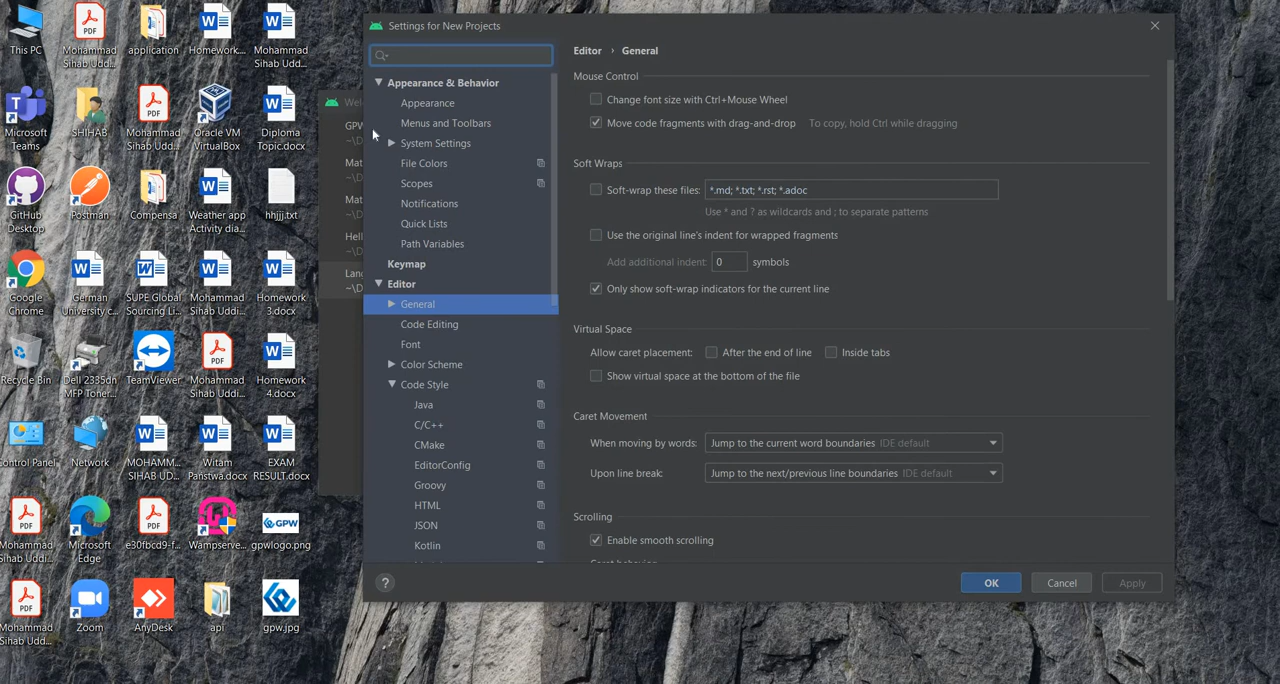 This PC
Mohammad
Sihab Udd...
application
Homework...
Mohammad
Sihab Udd...
Microsoft
Teams
SHIHAB
Mohammad
Sihab Udd...
Oracle VM
VirtualBox
Diploma
Topic.docx
GitHub
Desktop
Postman
Compensa
Weather app
Activity dia...
hhjjj.txt
Google
Chrome
German
University c...
SUPE Global
Sourcing Li...
Mohammad
Sihab Udd...
Homework
3.docx
Recycle Bin
Dell 2335dn
MFP Toner...
TeamViewer
Mohammad
Sihab Uddi...
Homework
4.docx
Control Panel
Network
MOHAMM...
SIHAB UD...
Witam
Państwa.docx
EXAM
RESULT.docx
Mohammad
Sihab Uddi...
Microsoft
Edge
e30fbcd9-f...
Wampserve...
GPW
gpwlogo.png
Mohammad
Sihab Uddi...
Zoom
AnyDesk
api
gpw.jpg
Wel
GPW
~\D
Mat
Mat
~\D
Hell
~\D
Lan
~\D
Settings for New Projects
Appearance & Behavior
Appearance
Menus and Toolbars
System Settings
File Colors
Scopes
Notifications
Quick Lists
Path Variables
Keymap
Editor
General
Code Editing
Font
Color Scheme
Code Style
Java
C/C++
CMake
EditorConfig
Groovy
HTML
JSON
Kotlin
Editor › General
Mouse Control
Change font size with Ctrl+Mouse Wheel
Move code fragments with drag-and-drop To copy, hold Ctrl while dragging
Soft Wraps
Soft-wrap these files: *.md; *.txt; *.rst; *.adoc
Use * and ? as wildcards and ; to separate patterns
Use the original line's indent for wrapped fragments
Add additional indent: 0 symbols
Only show soft-wrap indicators for the current line
Virtual Space
Allow caret placement: After the end of line Inside tabs
Show virtual space at the bottom of the file
Caret Movement
When moving by words: Jump to the current word boundaries IDE default
Upon line break: Jump to the next/previous line boundaries IDE default
Scrolling
Enable smooth scrolling
? OK Cancel Apply